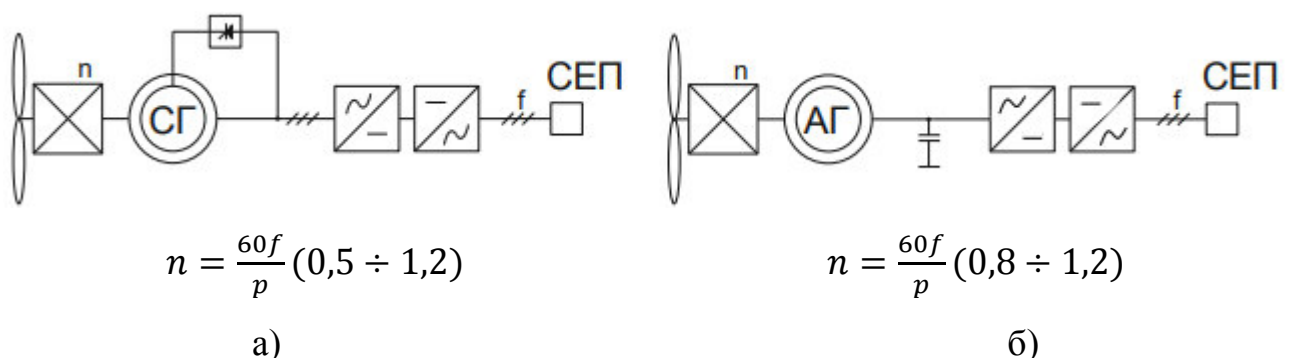 n
СГ
f
СЕП
n
АГ
f
СЕП
n = 60f/p (0,5 ÷ 1,2)
n = 60f/p (0,8 ÷ 1,2)
а)
б)